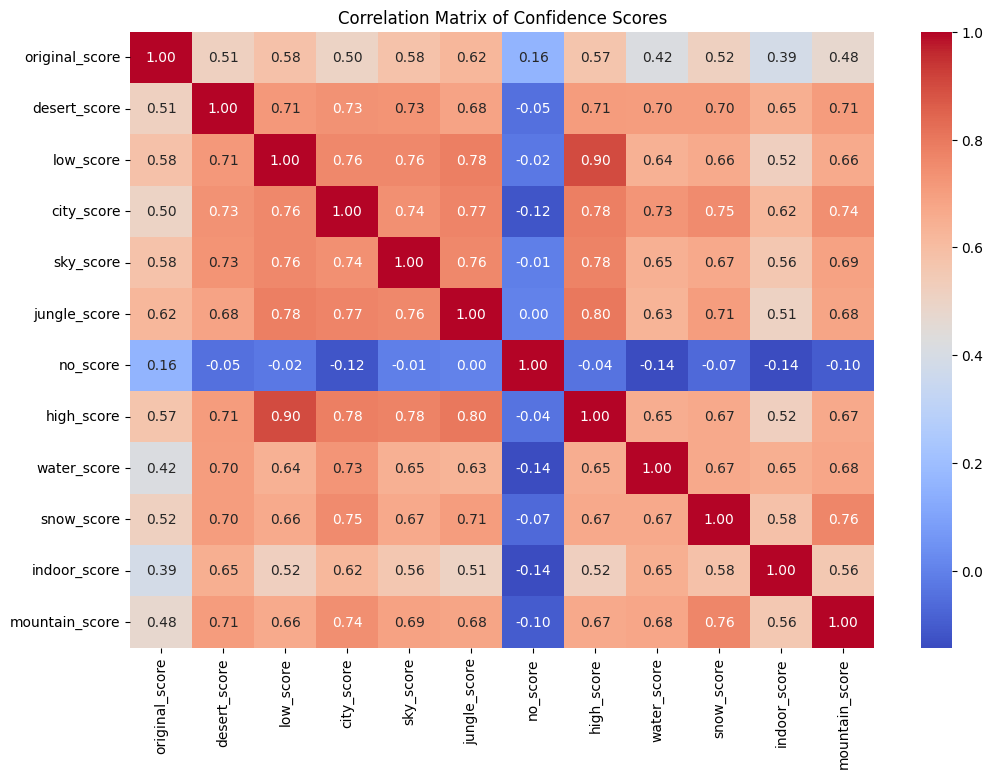 Correlation Matrix of Confidence Scores
original_score 1.00 0.51 0.58 0.50 0.58 0.62 0.16 0.57 0.42 0.52 0.39 0.48
desert_score 0.51 1.00 0.71 0.73 0.73 0.68 -0.05 0.71 0.70 0.70 0.65 0.71
low_score 0.58 0.71 1.00 0.76 0.76 0.78 -0.02 0.90 0.64 0.66 0.52 0.66
city_score 0.50 0.73 0.76 1.00 0.74 0.77 -0.12 0.78 0.73 0.75 0.62 0.74
sky_score 0.58 0.73 0.76 0.74 1.00 0.76 -0.01 0.78 0.65 0.67 0.56 0.69
jungle_score 0.62 0.68 0.78 0.77 0.76 1.00 0.00 0.80 0.63 0.71 0.51 0.68
no_score 0.16 -0.05 -0.02 -0.12 -0.01 0.00 1.00 -0.04 -0.14 -0.07 -0.14 -0.10
high_score 0.57 0.71 0.90 0.78 0.78 0.80 -0.04 1.00 0.65 0.67 0.52 0.67
water_score 0.42 0.70 0.64 0.73 0.65 0.63 -0.14 0.65 1.00 0.67 0.65 0.68
snow_score 0.52 0.70 0.66 0.75 0.67 0.71 -0.07 0.67 0.67 1.00 0.58 0.76
indoor_score 0.39 0.65 0.52 0.62 0.56 0.51 -0.14 0.52 0.65 0.58 1.00 0.56
mountain_score 0.48 0.71 0.66 0.74 0.69 0.68 -0.10 0.67 0.68 0.76 0.56 1.00
original_score
desert_score
low_score
city_score
sky_score
jungle_score
no_score
high_score
water_score
snow_score
indoor_score
mountain_score
1.0
0.8
0.6
0.4
0.2
0.0